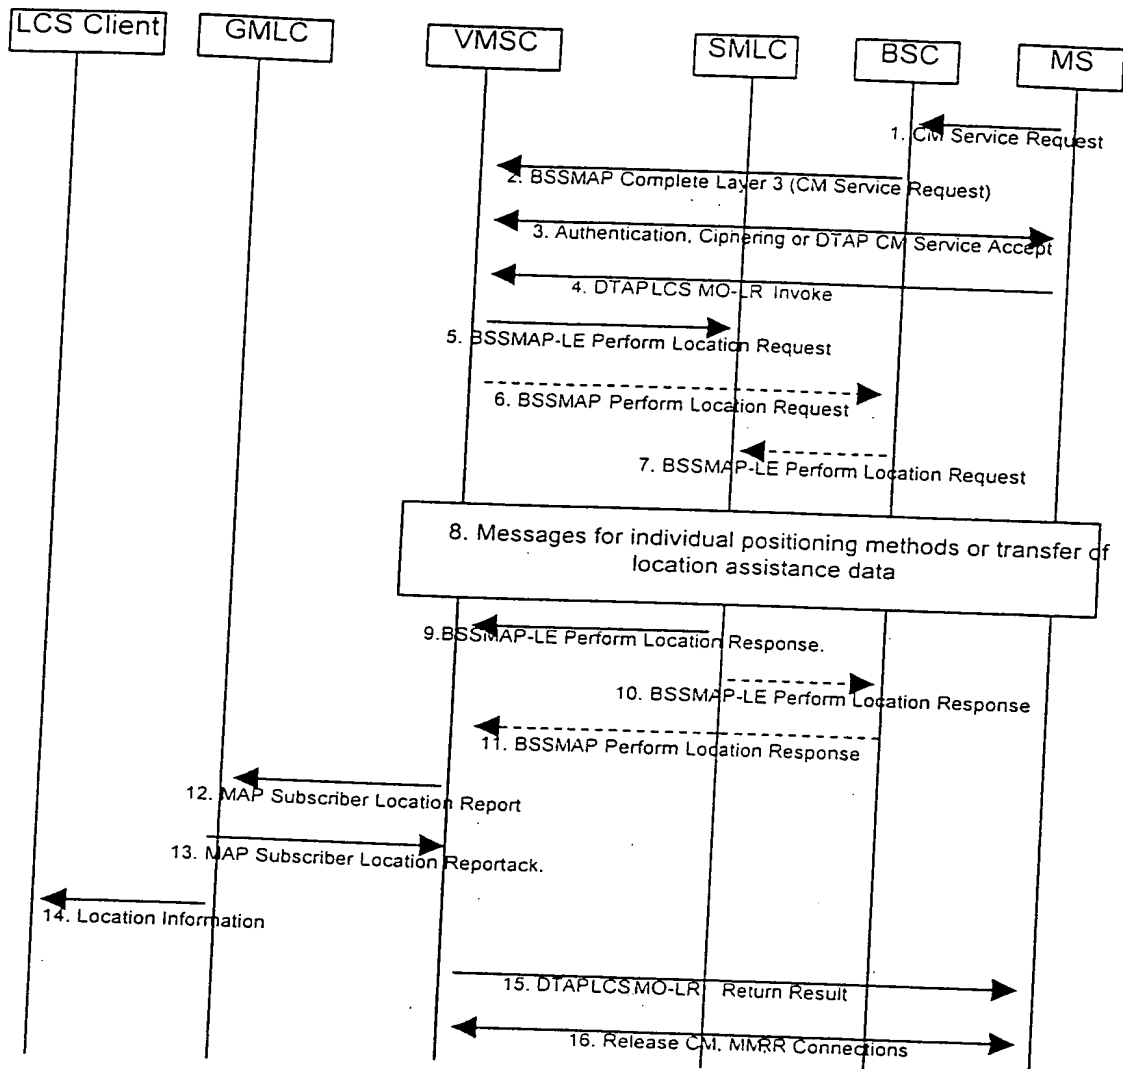 LCS Client
GMLC
VMSC
SMLC
BSC
MS
1. CM Service Request
2. BSSMAP Complete Layer 3 (CM Service Request)
3. Authentication, Ciphering or DTAP CM Service Accept
4. DTAPLCS MO-LR Invoke
5. BSSMAP-LE Perform Location Request
6. BSSMAP Perform Location Request
7. BSSMAP-LE Perform Location Request
8. Messages for individual positioning methods or transfer of
location assistance data
9.BSSMAP-LE Perform Location Response.
10. BSSMAP-LE Perform Location Response
11. BSSMAP Perform Location Response
12. MAP Subscriber Location Report
13. MAP Subscriber Location Reportack.
14. Location Information
15. DTAPLCS MO-LR Return Result
16. Release CM, MMRR Connections